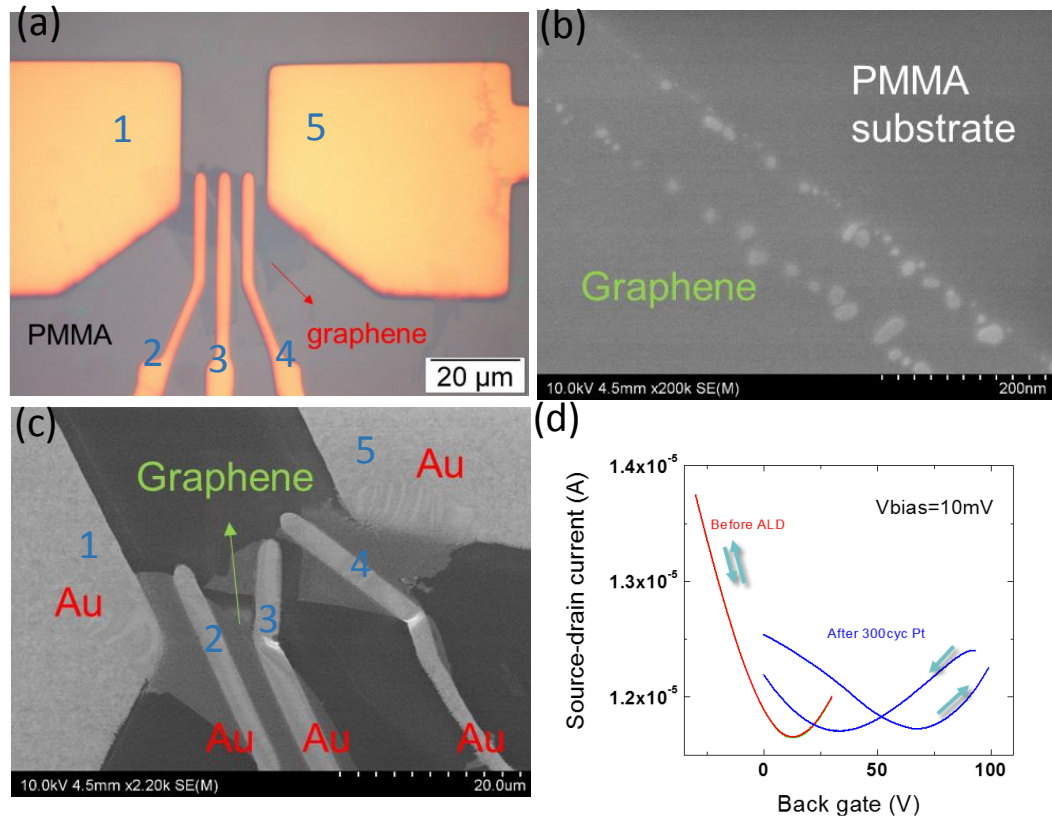 (a)
1
5
PMMA
graphene
2
3
4
20 µm
(b)
PMMA
substrate
Graphene
10.0kV 4.5mm x200k SE(M)
200nm
(c)
5
Au
Graphene
1
Au
4
2
3
Au
Au
Au
10.0kV 4.5mm x2.20k SE(M)
20.0um
(d)
1.4x10⁻⁵
Vbias=10mV
Before ALD
1.3x10⁻⁵
After 300cyc Pt
1.2x10⁻⁵
Source-drain current (A)
0
50
100
Back gate (V)